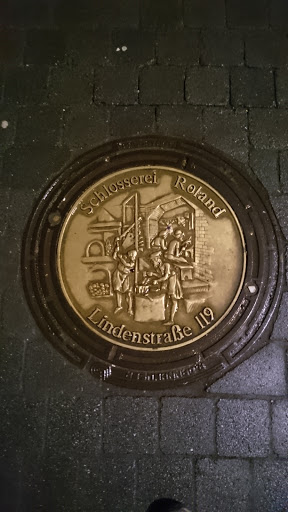 Schlosserei Roland
Lindenstraße 119